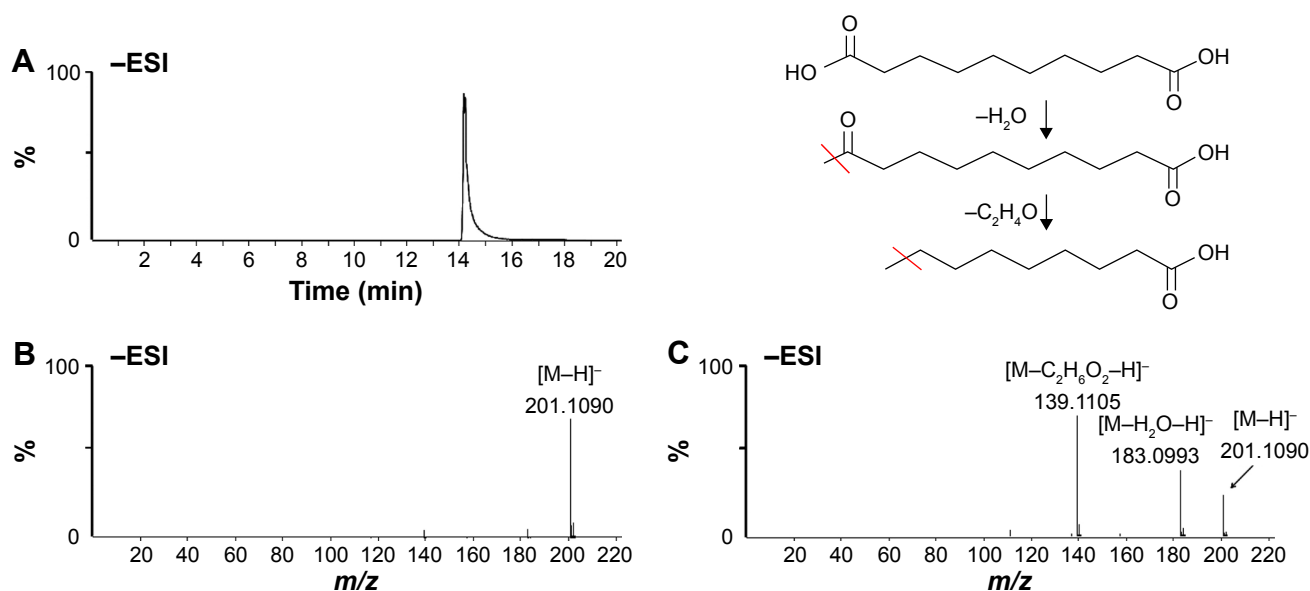 A
–ESI
100
%
0
2 4 6 8 10 12 14 16 18 20
Time (min)
O
HO
OH
O
–H₂O
O
OH
O
–C₂H₄O
OH
O
B
–ESI
100
%
0
[M–H]⁻
201.1090
20 40 60 80 100 120 140 160 180 200 220
m/z
C
–ESI
100
%
0
[M–C₂H₆O₂–H]⁻
139.1105
[M–H₂O–H]⁻
183.0993
[M–H]⁻
201.1090
20 40 60 80 100 120 140 160 180 200 220
m/z